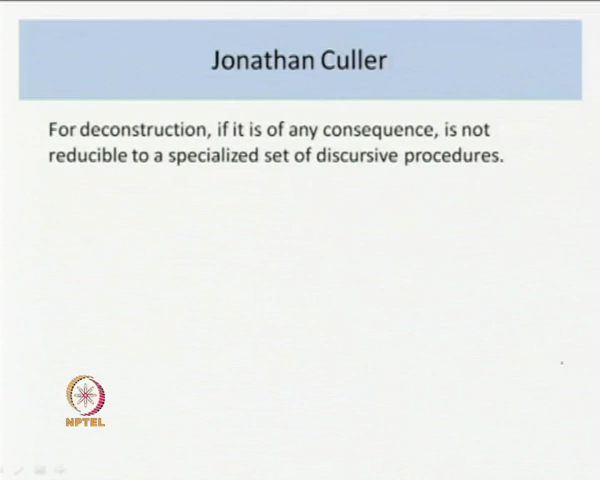 Jonathan Culler
For deconstruction, if it is of any consequence, is not
reducible to a specialized set of discursive procedures.
NPTEL